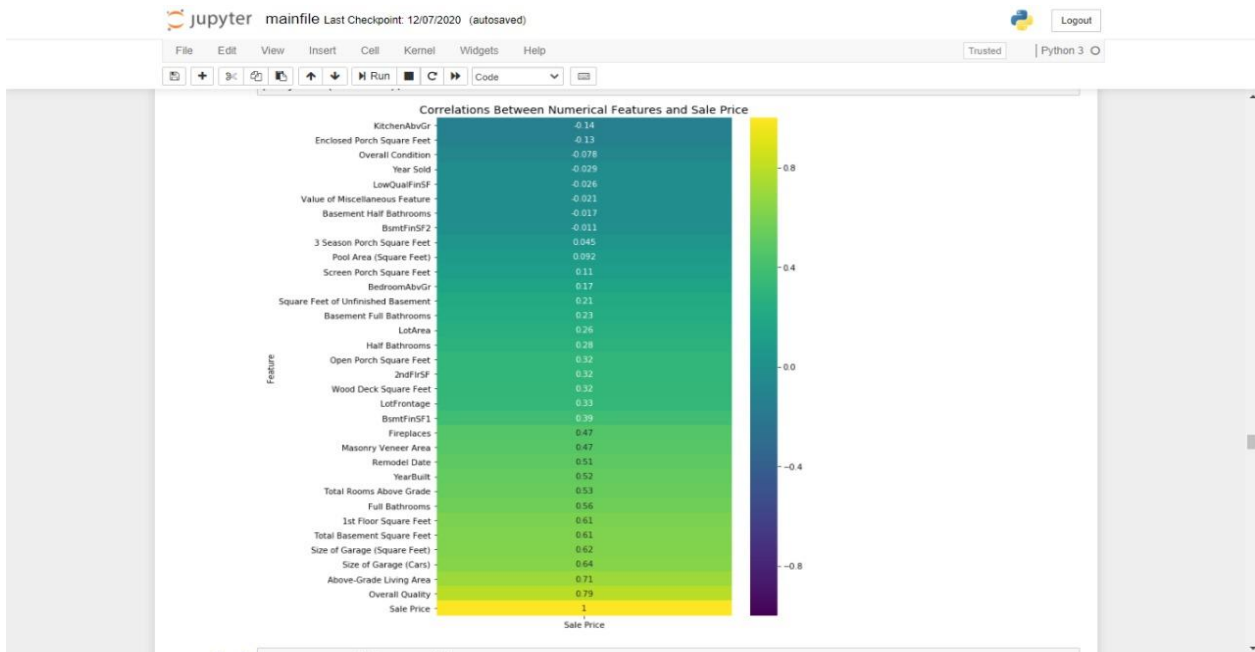 jupyter mainfile Last Checkpoint: 12/07/2020 (autosaved)
Logout
File Edit View Insert Cell Kernel Widgets Help
Trusted
Python 3
Run
Code
Correlations Between Numerical Features and Sale Price
KitchenAbvGr -0.14
Enclosed Porch Square Feet -0.13
Overall Condition -0.078
Year Sold -0.029
LowQualFinSF -0.026
Value of Miscellaneous Feature -0.021
Basement Half Bathrooms -0.017
BsmtFinSF2 -0.011
3 Season Porch Square Feet 0.045
Pool Area (Square Feet) 0.092
Screen Porch Square Feet 0.11
BedroomAbvGr 0.17
Square Feet of Unfinished Basement 0.21
Basement Full Bathrooms 0.23
LotArea 0.26
Half Bathrooms 0.28
Open Porch Square Feet 0.32
2ndFlrSF 0.32
Wood Deck Square Feet 0.32
LotFrontage 0.33
BsmtFinSF1 0.39
Fireplaces 0.47
Masonry Veneer Area 0.47
Remodel Date 0.51
YearBuilt 0.52
Total Rooms Above Grade 0.53
Full Bathrooms 0.56
1st Floor Square Feet 0.61
Total Basement Square Feet 0.61
Size of Garage (Square Feet) 0.62
Size of Garage (Cars) 0.64
Above-Grade Living Area 0.71
Overall Quality 0.79
Sale Price 1
Feature
Sale Price
0.8
0.4
0.0
-0.4
-0.8